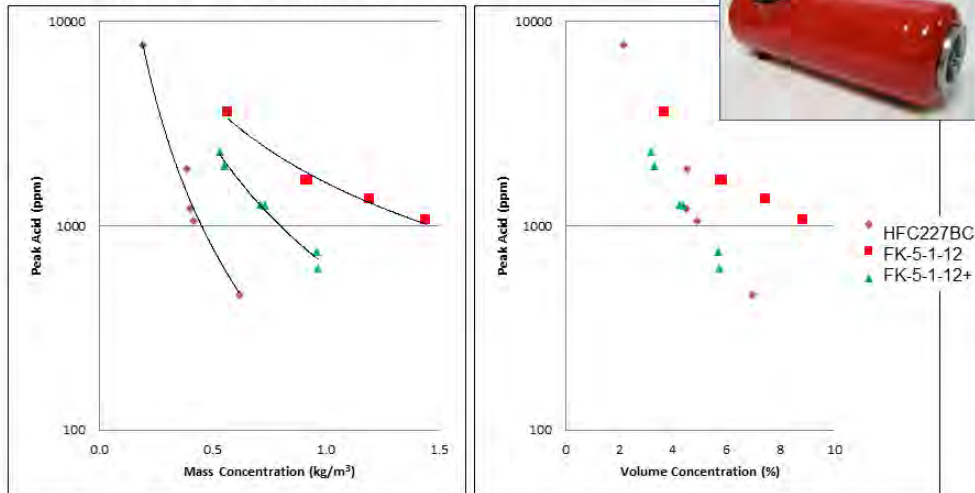 10000
1000
100
Peak Acid (ppm)
0.0 0.5 1.0 1.5
Mass Concentration (kg/m³)
10000
1000
100
Peak Acid (ppm)
0 2 4 6 8 10
Volume Concentration (%)
HFC227BC
FK-5-1-12
FK-5-1-12+